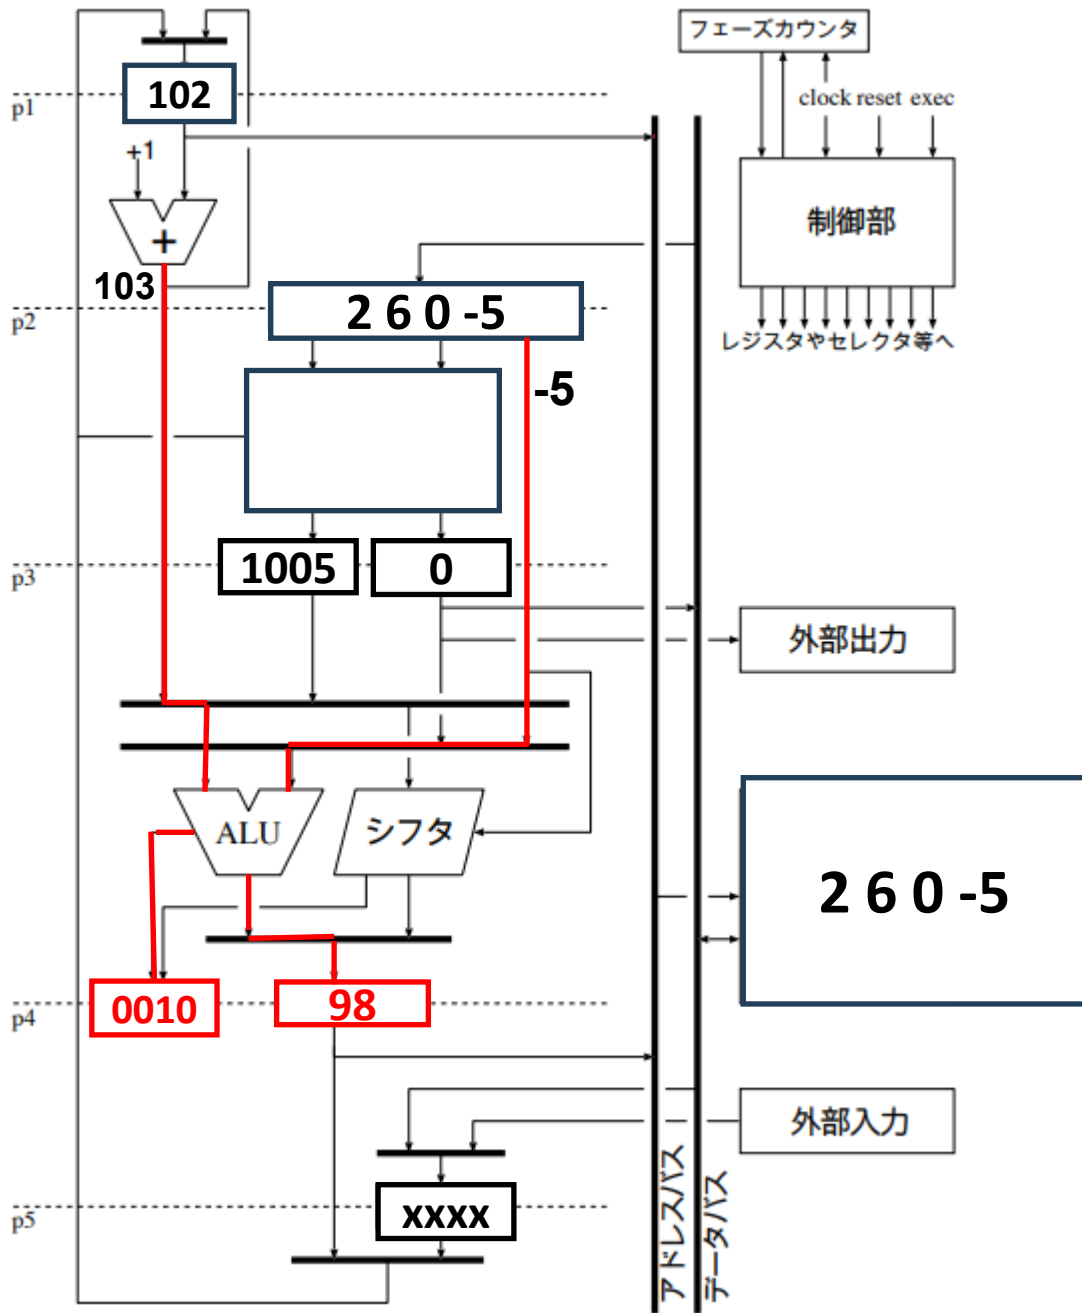 フェーズカウンタ
102
p1
clock reset exec
+1
制御部
+
103
2 6 0 -5
p2
レジスタやセレクタ等へ
-5
1005
0
p3
外部出力
ALU
シフタ
2 6 0 -5
0010
98
p4
外部入力
アドレスバス
データバス
xxxx
p5